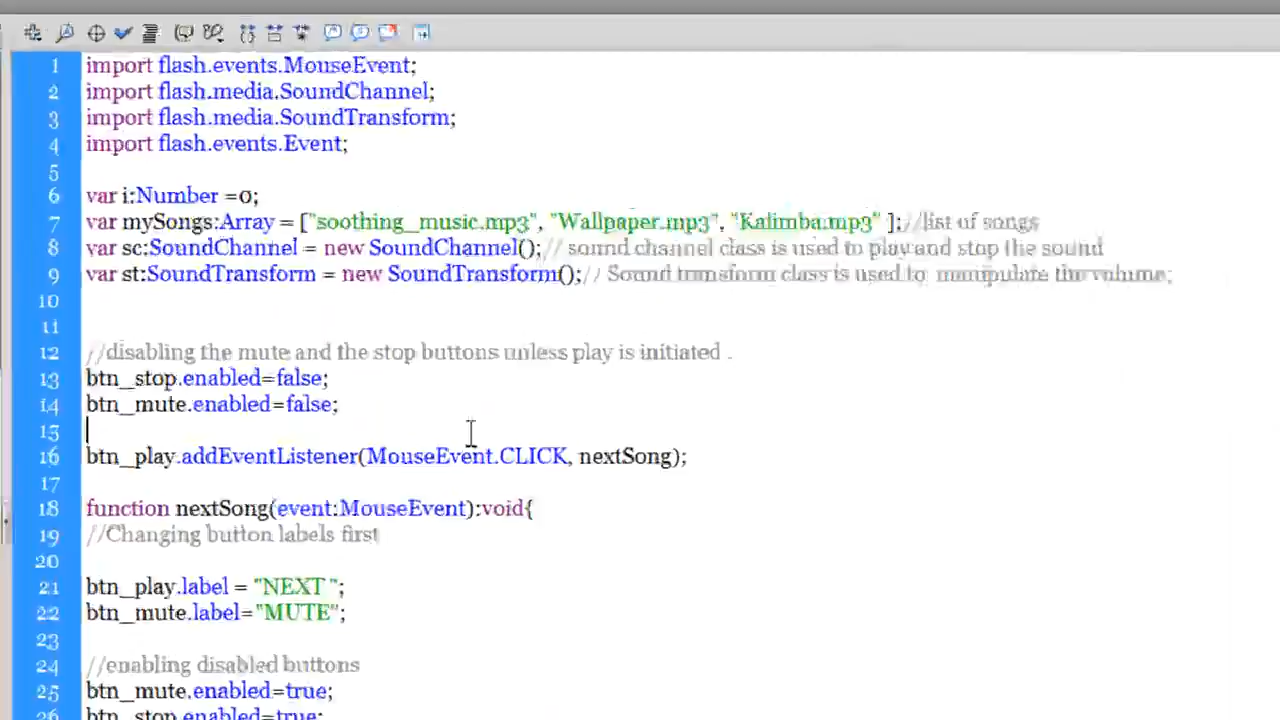 1 import flash.events.MouseEvent;
2 import flash.media.SoundChannel;
3 import flash.media.SoundTransform;
4 import flash.events.Event;
5
6 var i:Number =0;
7 var mySongs:Array = ["soothing_music.mp3", "Wallpaper.mp3", "Kalimba.mp3" ];//list of songs
8 var sc:SoundChannel = new SoundChannel();// sound channel class is used to play and stop the sound
9 var st:SoundTransform = new SoundTransform();// Sound transform class is used to manipulate the volume;
10
11
12 //disabling the mute and the stop buttons unless play is initiated .
13 btn_stop.enabled=false;
14 btn_mute.enabled=false;
15
16 btn_play.addEventListener(MouseEvent.CLICK, nextSong);
17
18 function nextSong(event:MouseEvent):void{
19 //Changing button labels first
20
21 btn_play.label = "NEXT ";
22 btn_mute.label="MUTE";
23
24 //enabling disabled buttons
25 btn_mute.enabled=true;
26 btn_stop.enabled=true;